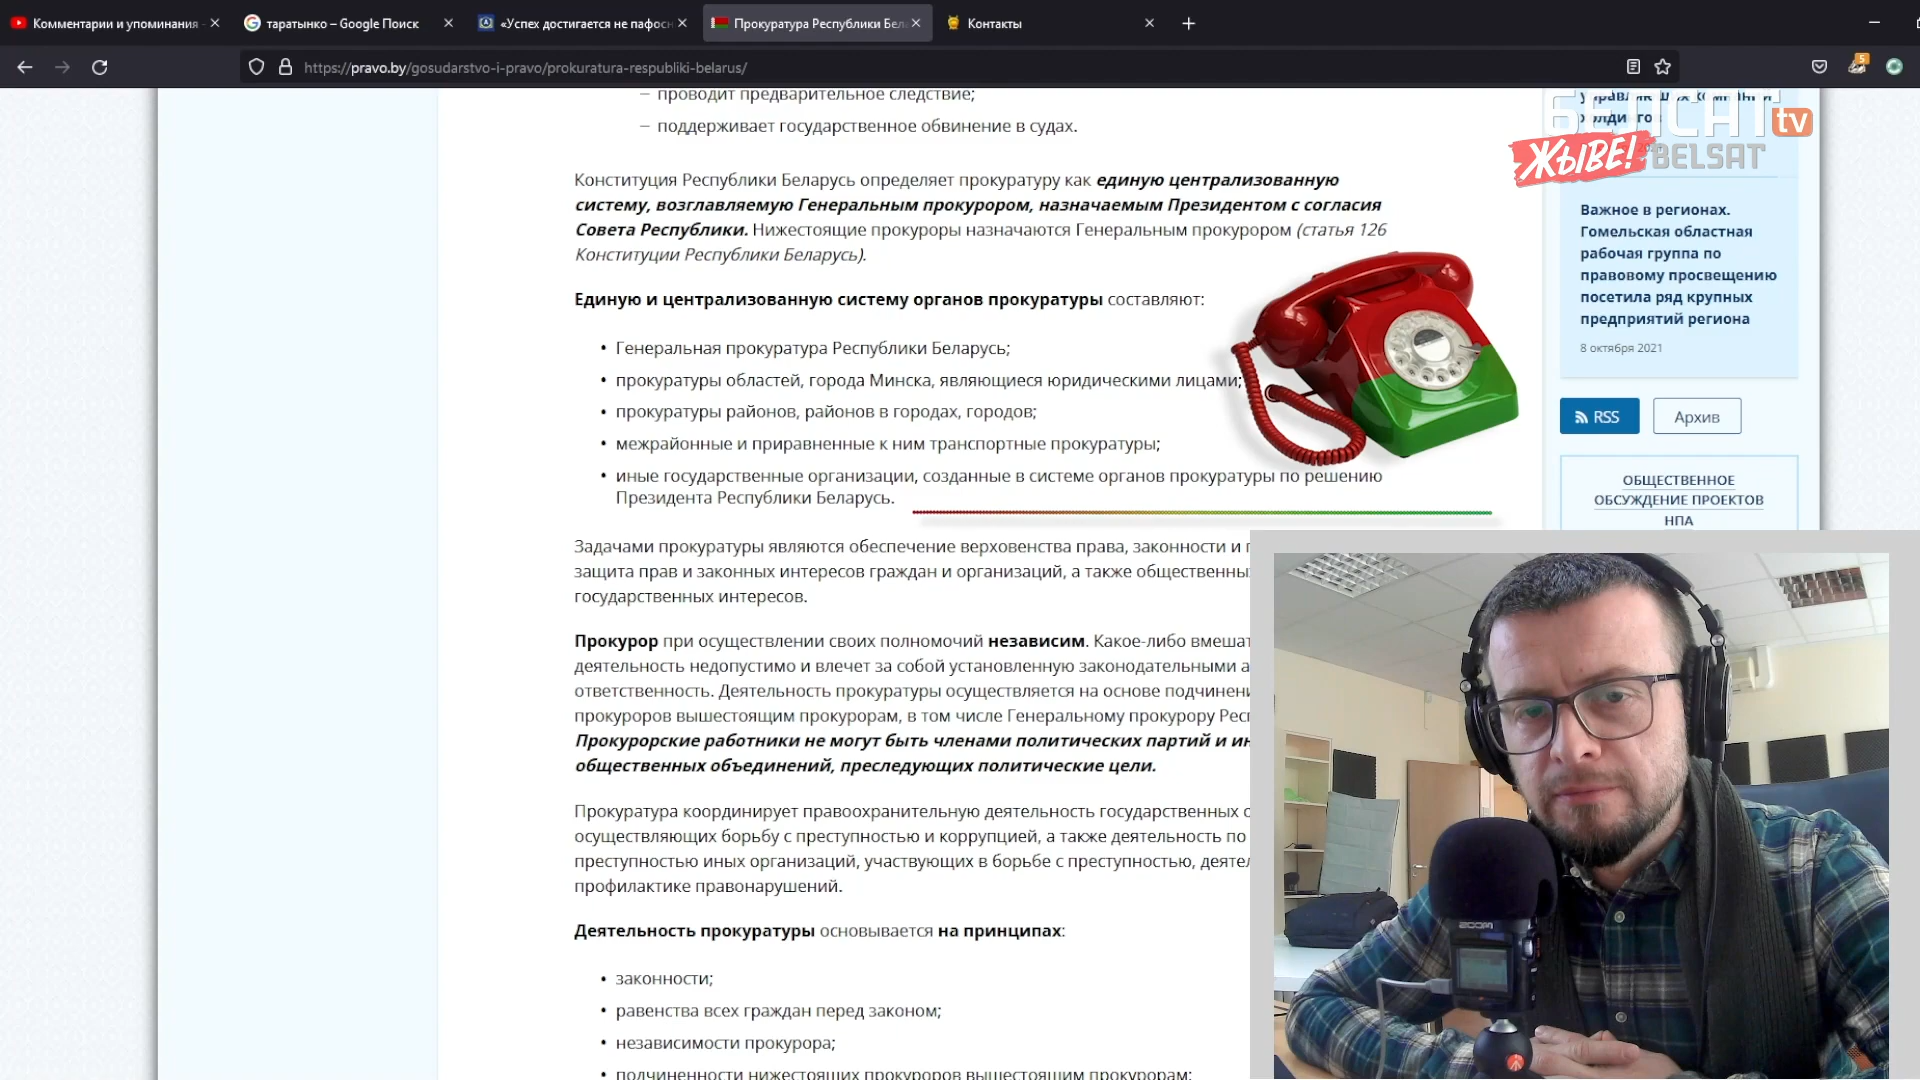 Комментарии и упоминания
таратынко – Google Поиск
«Успех достигается не пафосн
Прокуратура Республики Бел
Контакты
https://pravo.by/gosudarstvo-i-pravo/prokuratura-respubliki-belarus/
5
– проводит предварительное следствие;
– поддерживает государственное обвинение в судах.
Конституция Республики Беларусь определяет прокуратуру как единую централизованную
систему, возглавляемую Генеральным прокурором, назначаемым Президентом с согласия
Совета Республики. Нижестоящие прокуроры назначаются Генеральным прокурором (статья 126
Конституции Республики Беларусь).
Единую и централизованную систему органов прокуратуры составляют:
• Генеральная прокуратура Республики Беларусь;
• прокуратуры областей, города Минска, являющиеся юридическими лицами;
• прокуратуры районов, районов в городах, городов;
• межрайонные и приравненные к ним транспортные прокуратуры;
• иные государственные организации, созданные в системе органов прокуратуры по решению
Президента Республики Беларусь.
Задачами прокуратуры являются обеспечение верховенства права, законности и
защита прав и законных интересов граждан и организаций, а также общественны
государственных интересов.
Прокурор при осуществлении своих полномочий независим. Какое-либо вмешат
деятельность недопустимо и влечет за собой установленную законодательными а
ответственность. Деятельность прокуратуры осуществляется на основе подчинени
прокуроров вышестоящим прокурорам, в том числе Генеральному прокурору Рес
Прокурорские работники не могут быть членами политических партий и ин
общественных объединений, преследующих политические цели.
Прокуратура координирует правоохранительную деятельность государственных о
осуществляющих борьбу с преступностью и коррупцией, а также деятельность по
преступностью иных организаций, участвующих в борьбе с преступностью, деятел
профилактике правонарушений.
Деятельность прокуратуры основывается на принципах:
• законности;
• равенства всех граждан перед законом;
• независимости прокурора;
• подчиненности нижестоящих прокуроров вышестоящим прокурорам;
БЕЛСАТ tv
ЖЫВЕ! BELSAT
Важное в регионах.
Гомельская областная
рабочая группа по
правовому просвещению
посетила ряд крупных
предприятий региона
8 октября 2021
RSS
Архив
ОБЩЕСТВЕННОЕ
ОБСУЖДЕНИЕ ПРОЕКТОВ
НПА
zoom